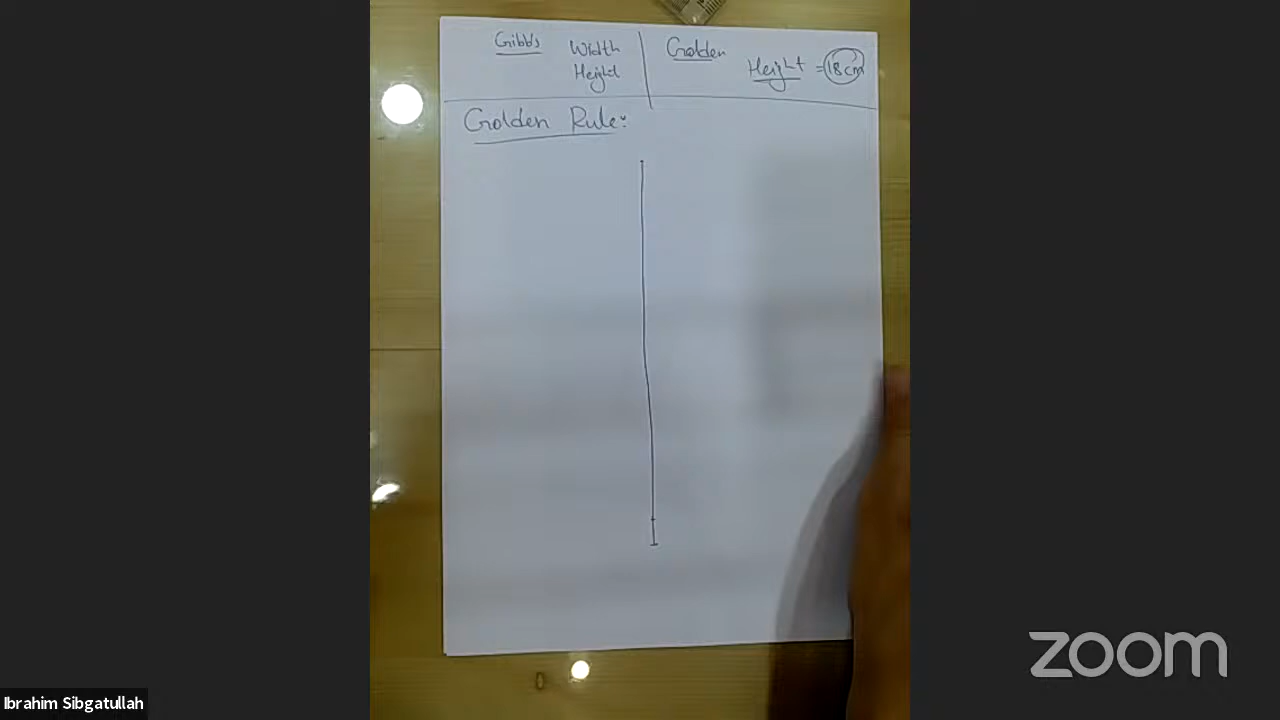 Gibbs Width
Height
Golden
Height = 18cm
Golden Rule:
zoom
Ibrahim Sibgatullah